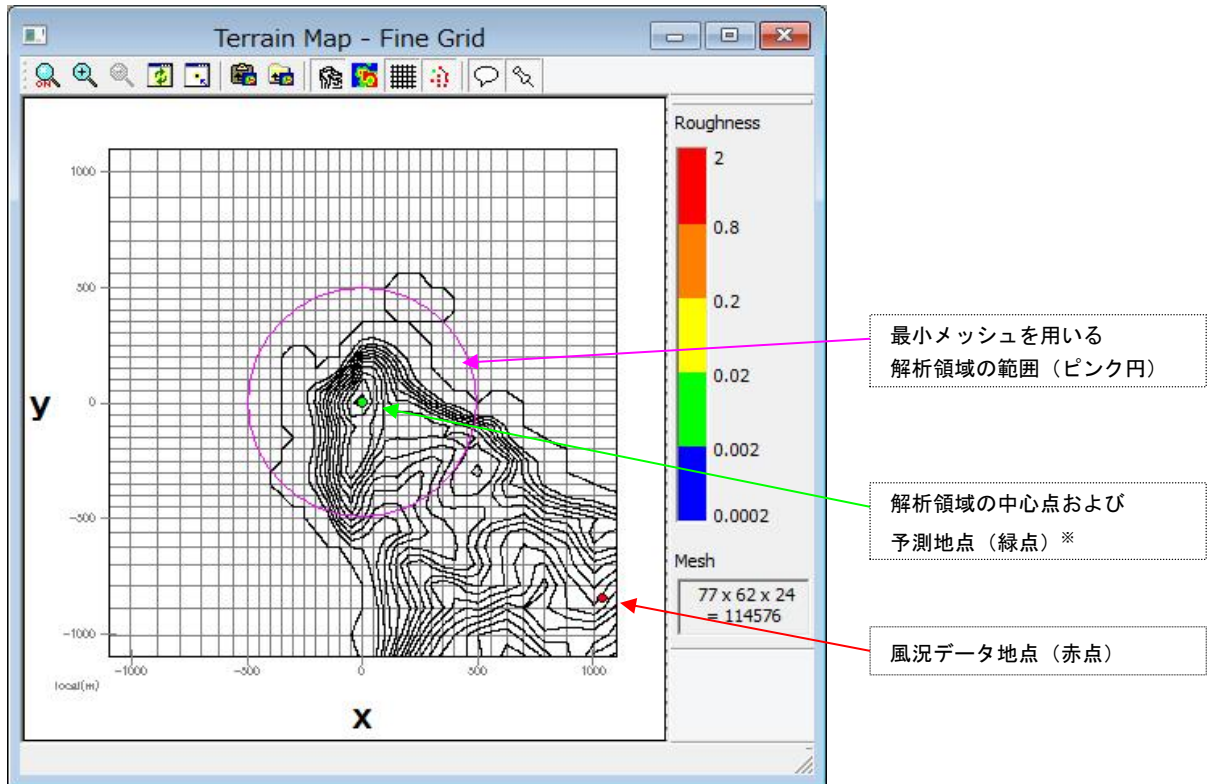 Terrain Map - Fine Grid
ON
Roughness
2
0.8
0.2
0.02
0.002
0.0002
Mesh
77 x 62 x 24
= 114576
1000
500
0
-500
-1000
y
-1000
-500
0
500
1000
local(m)
x
最小メッシュを用いる
解析領域の範囲（ピンク円）
解析領域の中心点および
予測地点（緑点）※
風況データ地点（赤点）